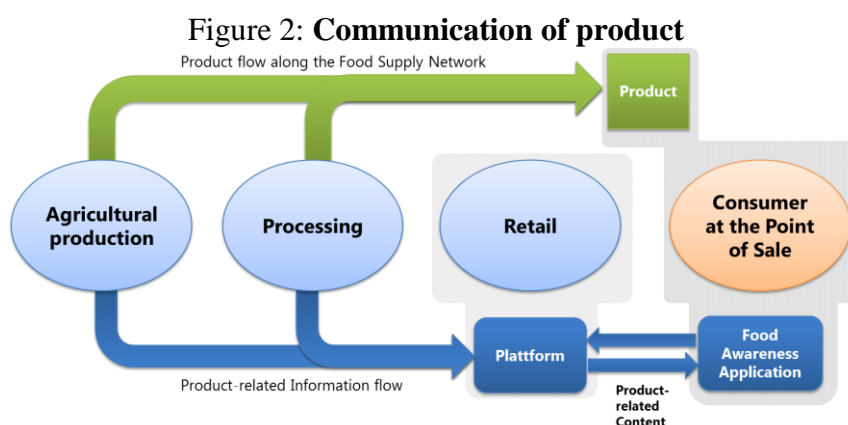 Figure 2: Communication of product
Product flow along the Food Supply Network
Product
Agricultural
production
Processing
Retail
Consumer
at the Point
of Sale
Plattform
Food
Awareness
Application
Product-related Information flow
Product-
related
Content